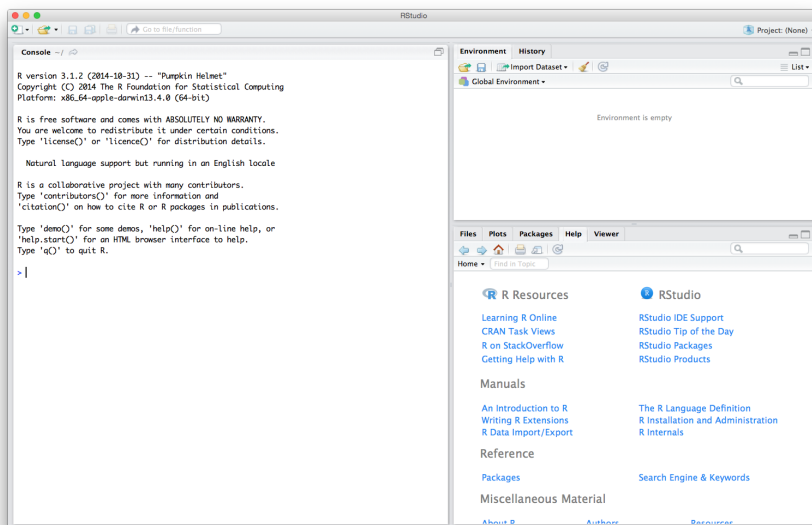 RStudio
Go to file/function
Project: (None)
Console ~/
R version 3.1.2 (2014-10-31) -- "Pumpkin Helmet"
Copyright (C) 2014 The R Foundation for Statistical Computing
Platform: x86_64-apple-darwin13.4.0 (64-bit)
R is free software and comes with ABSOLUTELY NO WARRANTY.
You are welcome to redistribute it under certain conditions.
Type 'license()' or 'licence()' for distribution details.
Natural language support but running in an English locale
R is a collaborative project with many contributors.
Type 'contributors()' for more information and
'citation()' on how to cite R or R packages in publications.
Type 'demo()' for some demos, 'help()' for on-line help, or
'help.start()' for an HTML browser interface to help.
Type 'q()' to quit R.
>
Environment History
Import Dataset List
Global Environment
Environment is empty
Files Plots Packages Help Viewer
Home Find in Topic
R R Resources
Learning R Online
CRAN Task Views
R on StackOverflow
Getting Help with R
R RStudio
RStudio IDE Support
RStudio Tip of the Day
RStudio Packages
RStudio Products
Manuals
An Introduction to R
Writing R Extensions
R Data Import/Export
The R Language Definition
R Installation and Administration
R Internals
Reference
Packages Search Engine & Keywords
Miscellaneous Material
About R Authors Resources